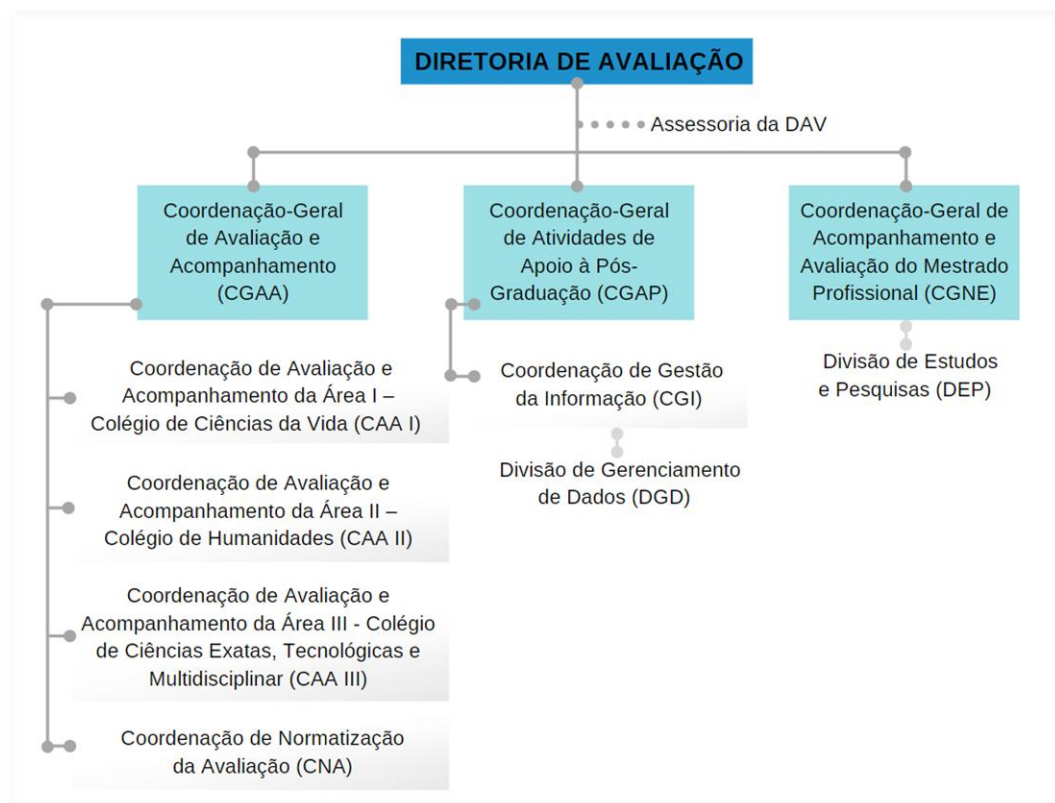 DIRETORIA DE AVALIAÇÃO
Assessoria da DAV
Coordenação-Geral
de Avaliação e
Acompanhamento
(CGAA)
Coordenação de Avaliação e
Acompanhamento da Área I –
Colégio de Ciências da Vida (CAA I)
Coordenação de Avaliação e
Acompanhamento da Área II –
Colégio de Humanidades (CAA II)
Coordenação de Avaliação e
Acompanhamento da Área III - Colégio
de Ciências Exatas, Tecnológicas e
Multidisciplinar (CAA III)
Coordenação de Normatização
da Avaliação (CNA)
Coordenação-Geral
de Atividades de
Apoio à Pós-
Graduação (CGAP)
Coordenação de Gestão
da Informação (CGI)
Divisão de Gerenciamento
de Dados (DGD)
Coordenação-Geral de
Acompanhamento e
Avaliação do Mestrado
Profissional (CGNE)
Divisão de Estudos
e Pesquisas (DEP)